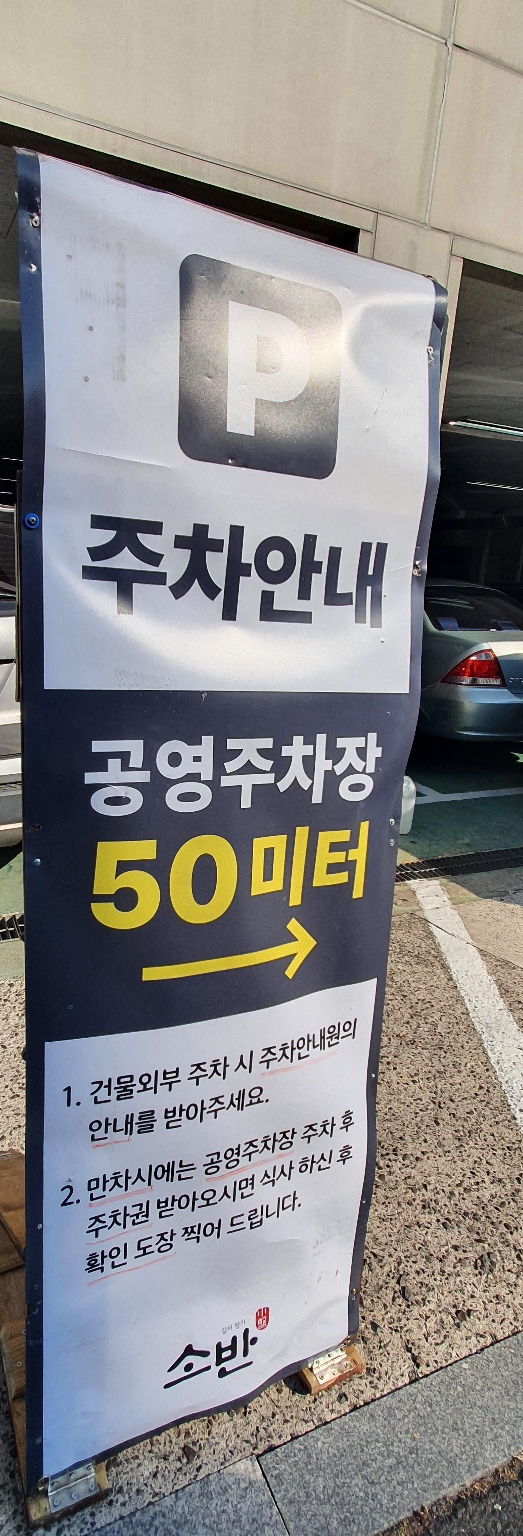 P
주차안내
공영주차장
50미터
1. 건물외부 주차 시 주차안내원의
안내를 받아주세요.
2. 만차시에는 공영주차장 주차 후
주차권 받아오시면 식사 하신 후
확인 도장 찍어 드립니다.
소반